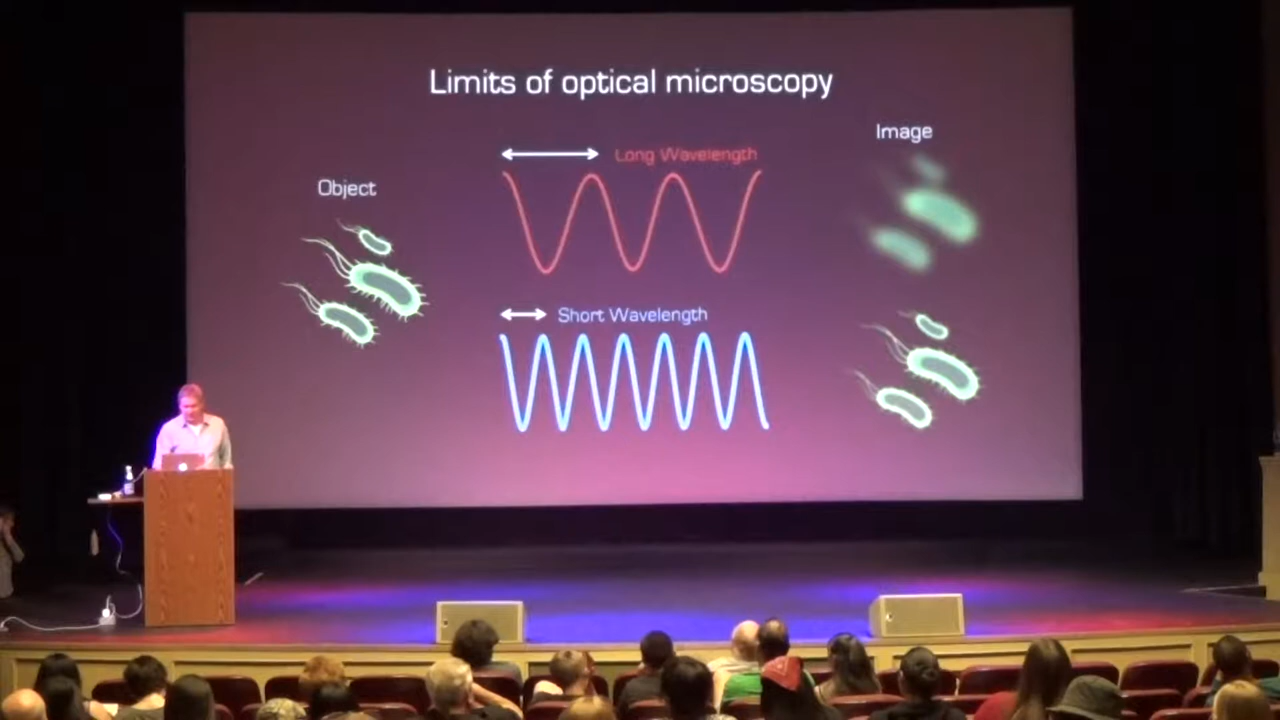 Limits of optical microscopy
Image
Long Wavelength
Object
Short Wavelength